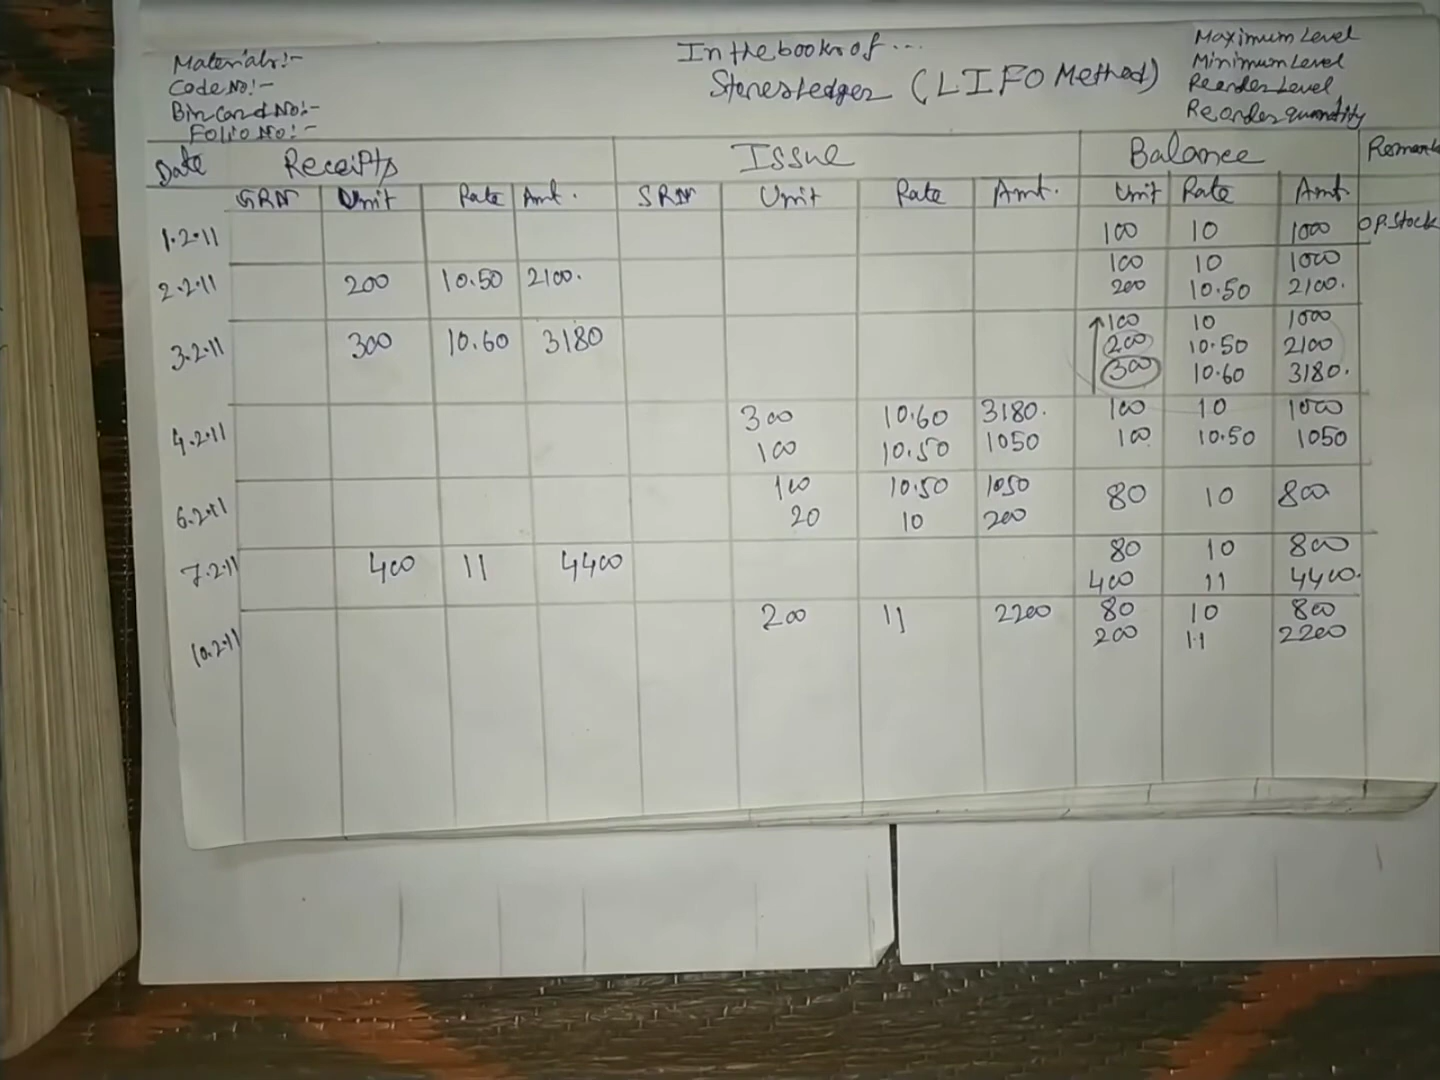 Materials:-
Code No:-
Bin Card No:-
Folio No:-
In the books of ...
Stores Ledger (LIFO Method)
Maximum Level
Minimum Level
Reorder Level
Reorder quantity
Date Receipts Issue Balance Remark
GRN Unit Rate Amt. SRN Unit Rate Amt. Unit Rate Amt
1.2.11 100 10 1000 OP.Stock
2.2.11 200 10.50 2100. 100 10 1000
200 10.50 2100.
3.2.11 300 10.60 3180 100 10 1000
200 10.50 2100
300 10.60 3180.
4.2.11 300 10.60 3180. 100 10 1000
100 10.50 1050 100 10.50 1050
6.2.11 100 10.50 1050 80 10 800
20 10 200
7.2.11 400 11 4400 80 10 800
400 11 4400.
10.2.11 200 11 2200 80 10 800
200 11 2200